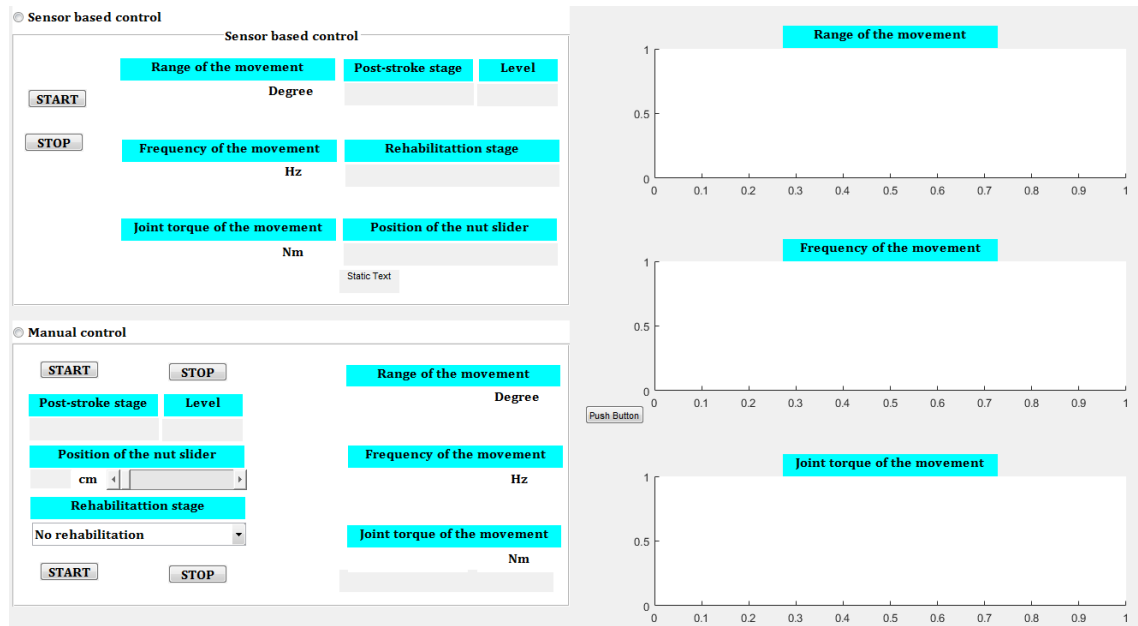 Sensor based control
Sensor based control
Range of the movement
Post-stroke stage
Level
Degree
START
STOP
Frequency of the movement
Rehabilitattion stage
Hz
Joint torque of the movement
Position of the nut slider
Nm
Static Text
Manual control
START
STOP
Range of the movement
Degree
Post-stroke stage
Level
Position of the nut slider
cm
Frequency of the movement
Hz
Rehabilitattion stage
No rehabilitation
Joint torque of the movement
Nm
START
STOP
Range of the movement
1
0.5
0
0 0.1 0.2 0.3 0.4 0.5 0.6 0.7 0.8 0.9 1
Frequency of the movement
1
0.5
0
0 0.1 0.2 0.3 0.4 0.5 0.6 0.7 0.8 0.9 1
Push Button
Joint torque of the movement
1
0.5
0
0 0.1 0.2 0.3 0.4 0.5 0.6 0.7 0.8 0.9 1